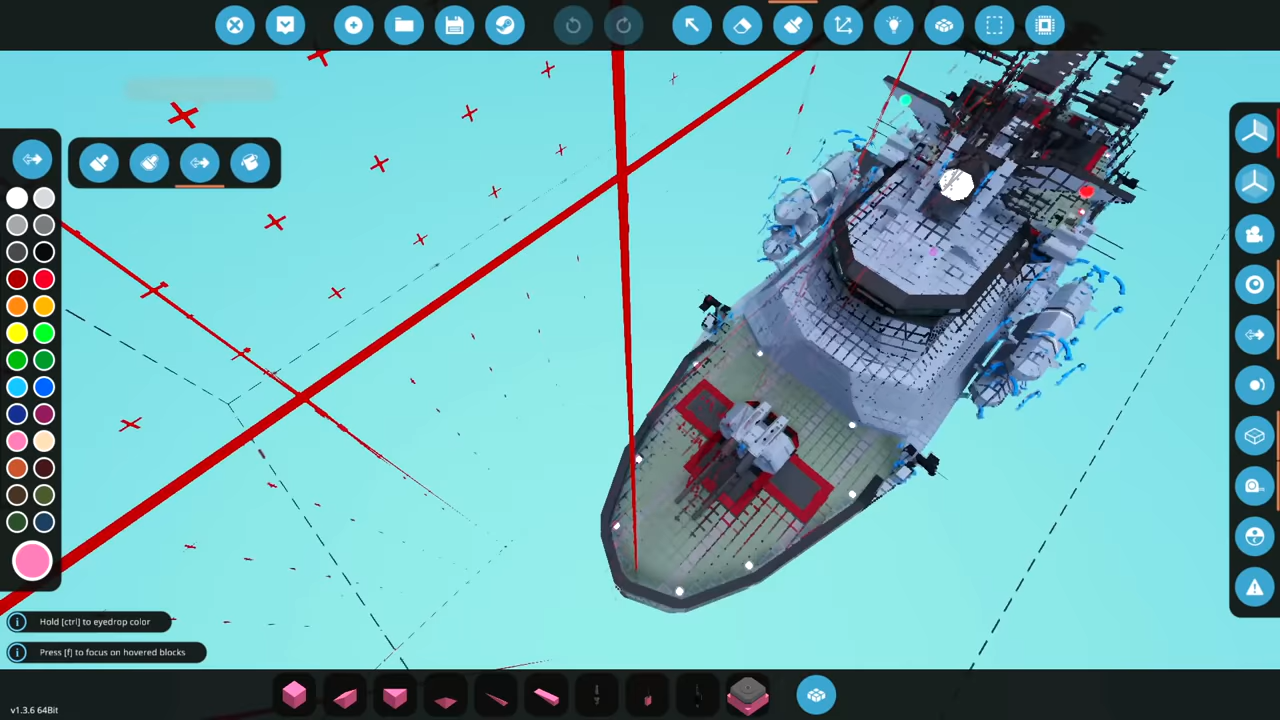 Hold [ctrl] to eyedrop color
Press [f] to focus on hovered blocks
v1.3.6 64Bit